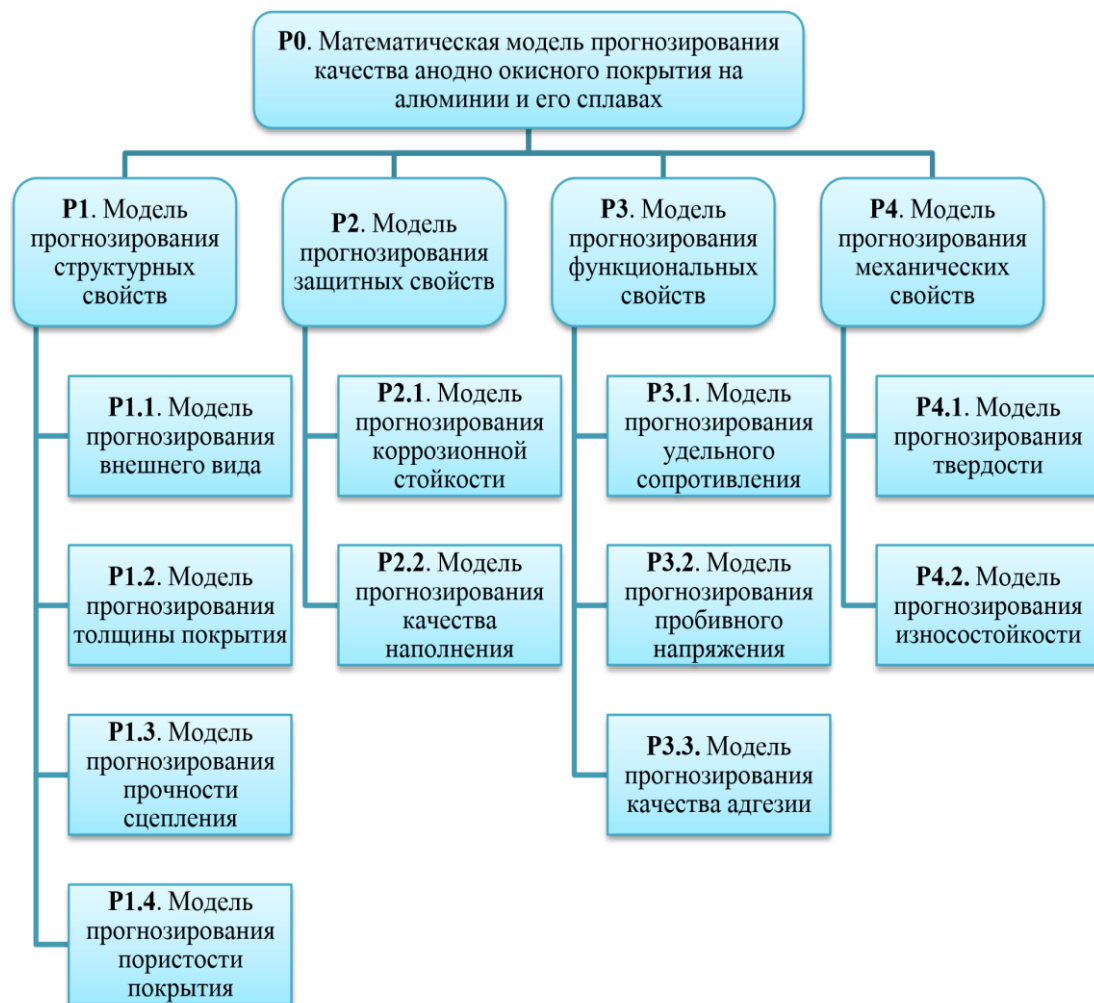 P0. Математическая модель прогнозирования
качества анодно окисного покрытия на
алюминии и его сплавах
P1. Модель
прогнозирования
структурных
свойств
P2. Модель
прогнозирования
защитных свойств
P3. Модель
прогнозирования
функциональных
свойств
P4. Модель
прогнозирования
механических
свойств
P1.1. Модель
прогнозирования
внешнего вида
P2.1. Модель
прогнозирования
коррозионной
стойкости
P3.1. Модель
прогнозирования
удельного
сопротивления
P4.1. Модель
прогнозирования
твердости
P1.2. Модель
прогнозирования
толщины покрытия
P2.2. Модель
прогнозирования
качества
наполнения
P3.2. Модель
прогнозирования
пробивного
напряжения
P4.2. Модель
прогнозирования
износостойкости
P1.3. Модель
прогнозирования
прочности
сцепления
P3.3. Модель
прогнозирования
качества адгезии
P1.4. Модель
прогнозирования
пористости
покрытия